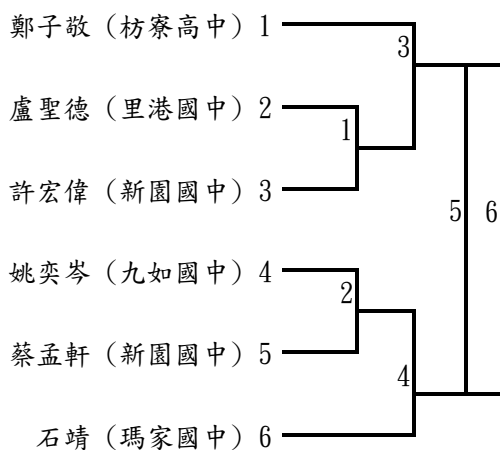 鄭子敬（枋寮高中）1
3
盧聖德（里港國中）2
1
許宏偉（新園國中）3
5 6
姚奕岑（九如國中）4
2
蔡孟軒（新園國中）5
4
石靖（瑪家國中）6